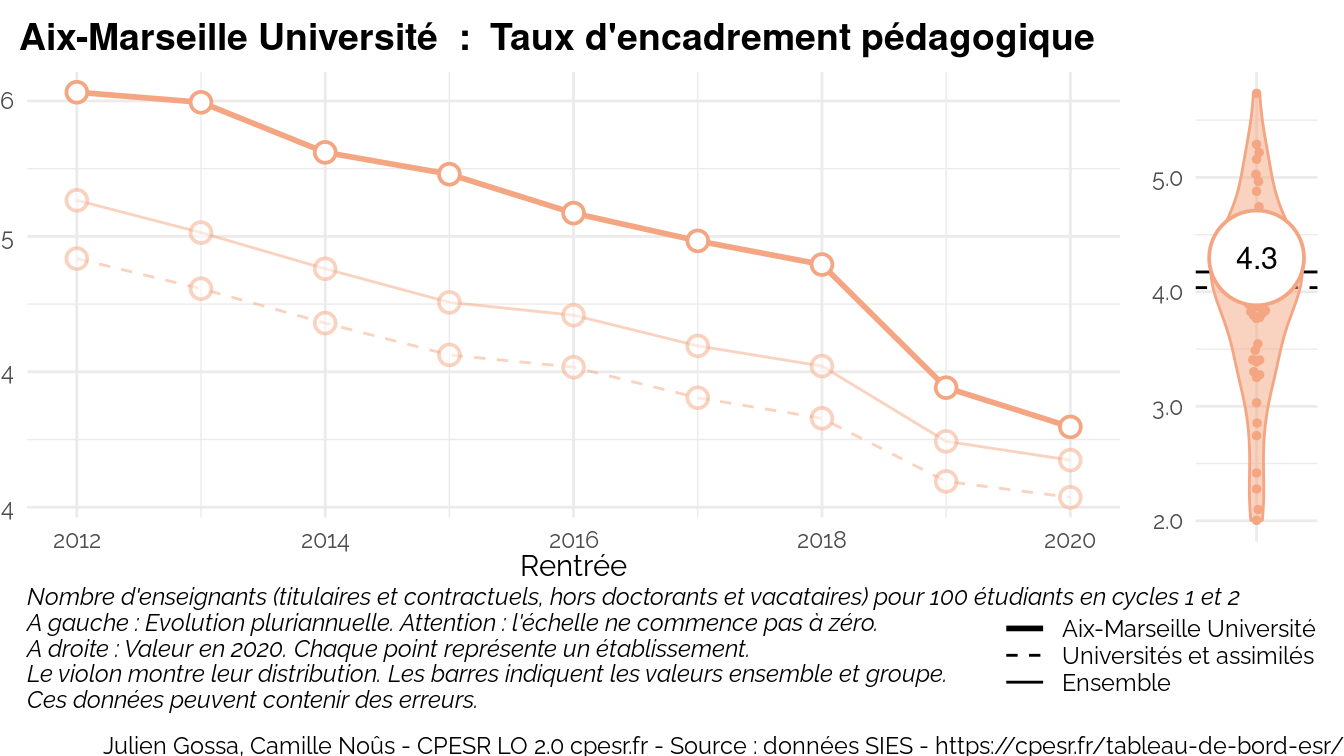 Aix-Marseille Université : Taux d'encadrement pédagogique
6
5
4
4
2012 2014 2016 2018 2020
Rentrée
5.0
4.0
3.0
2.0
4.3
Nombre d'enseignants (titulaires et contractuels, hors doctorants et vacataires) pour 100 étudiants en cycles 1 et 2
A gauche : Evolution pluriannuelle. Attention : l'échelle ne commence pas à zéro.
A droite : Valeur en 2020. Chaque point représente un établissement.
Le violon montre leur distribution. Les barres indiquent les valeurs ensemble et groupe.
Ces données peuvent contenir des erreurs.
Aix-Marseille Université
Universités et assimilés
Ensemble
Julien Gossa, Camille Noûs - CPESR LO 2.0 cpesr.fr - Source : données SIES - https://cpesr.fr/tableau-de-bord-esr/